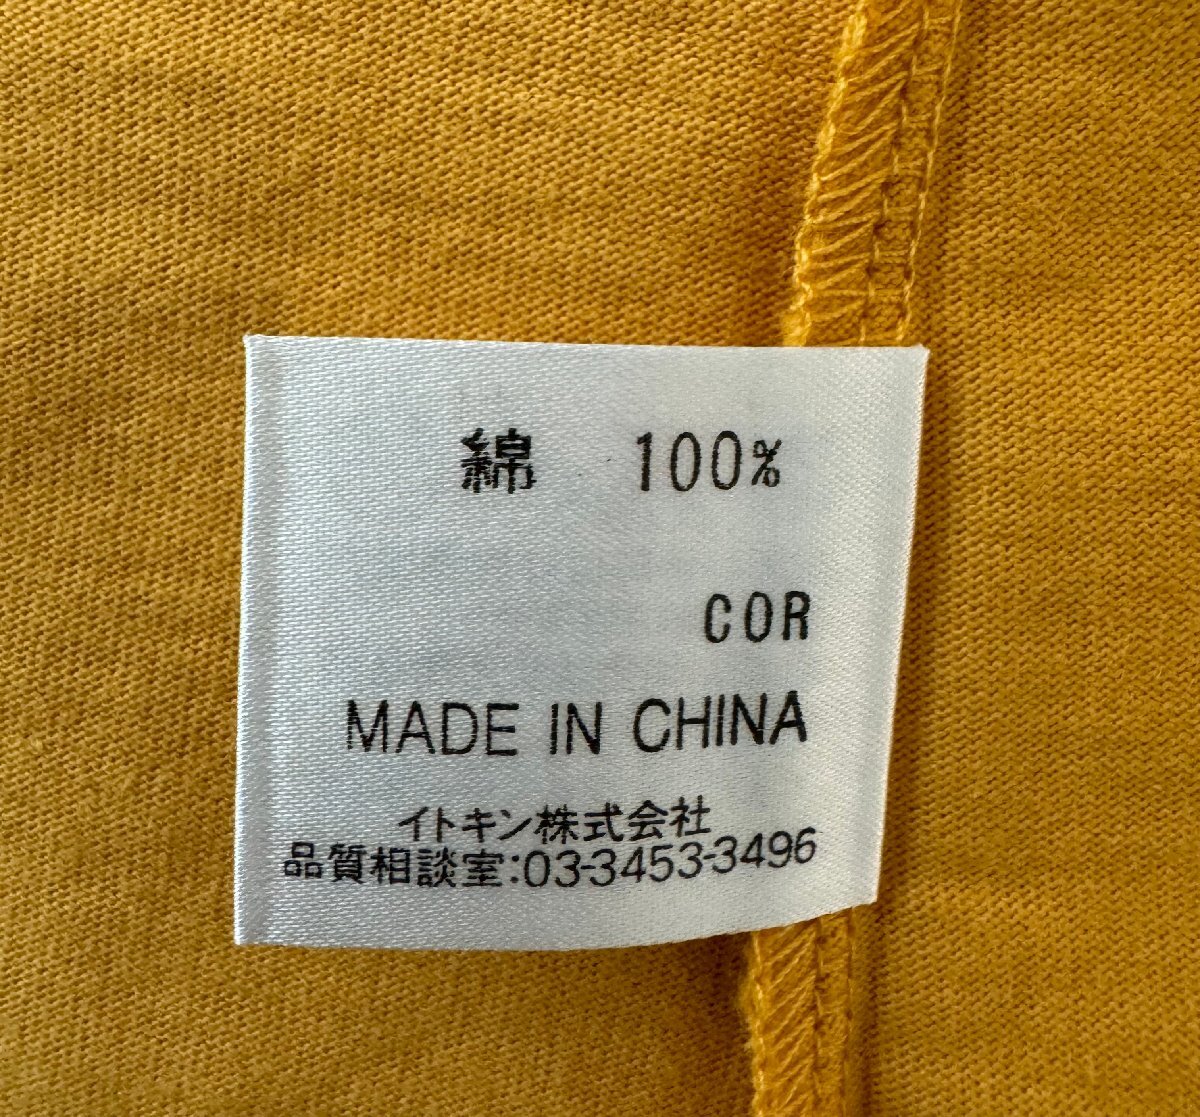 綿 100%
COR
MADE IN CHINA
イトキン株式会社
品質相談室:03-3453-3496